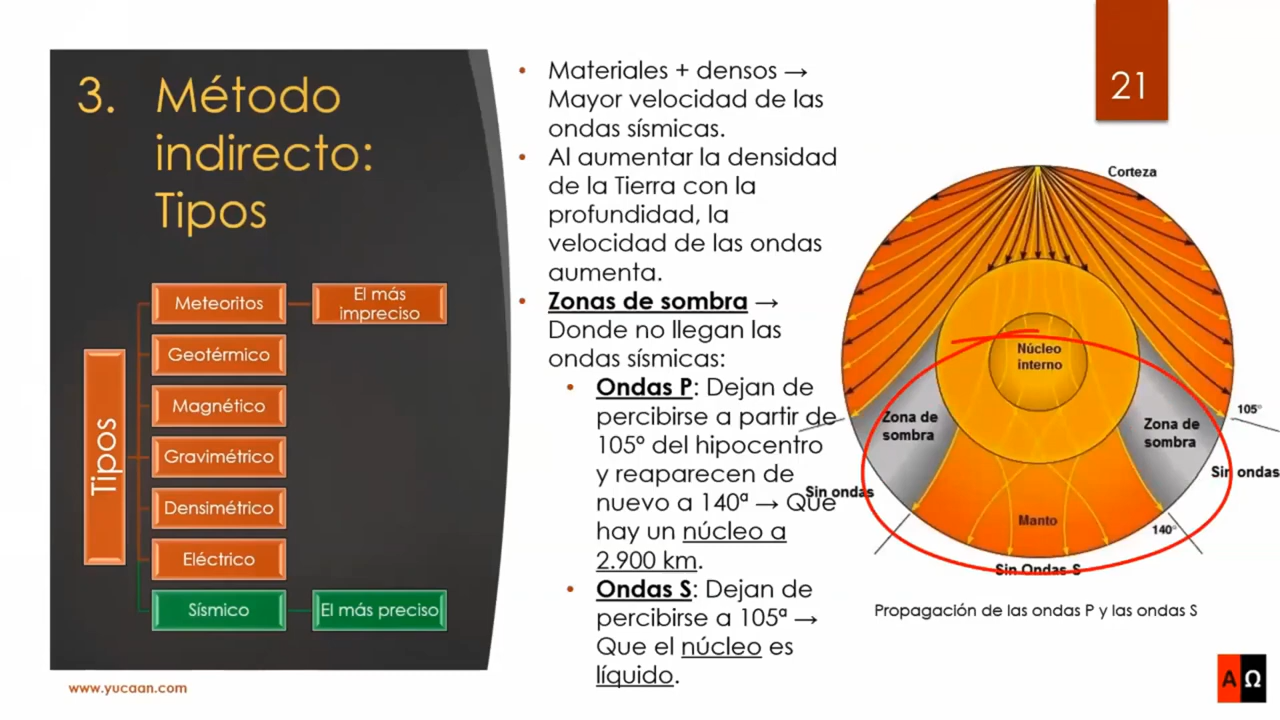 3. Método
indirecto:
Tipos
Tipos
Meteoritos
El más
impreciso
Geotérmico
Magnético
Gravimétrico
Densimétrico
Eléctrico
Sísmico
El más preciso
www.yucaan.com
• Materiales + densos →
Mayor velocidad de las
ondas sísmicas.
• Al aumentar la densidad
de la Tierra con la
profundidad, la
velocidad de las ondas
aumenta.
• Zonas de sombra →
Donde no llegan las
ondas sísmicas:
• Ondas P: Dejan de
percibirse a partir de
105º del hipocentro
y reaparecen de
nuevo a 140ª → Que
hay un núcleo a
2.900 km.
• Ondas S: Dejan de
percibirse a 105ª →
Que el núcleo es
líquido.
21
Corteza
Núcleo
interno
Zona de
sombra
Zona de
sombra
105°
Sin ondas
Sin ondas
Manto
140°
Sin Ondas S
Propagación de las ondas P y las ondas S
A Ω